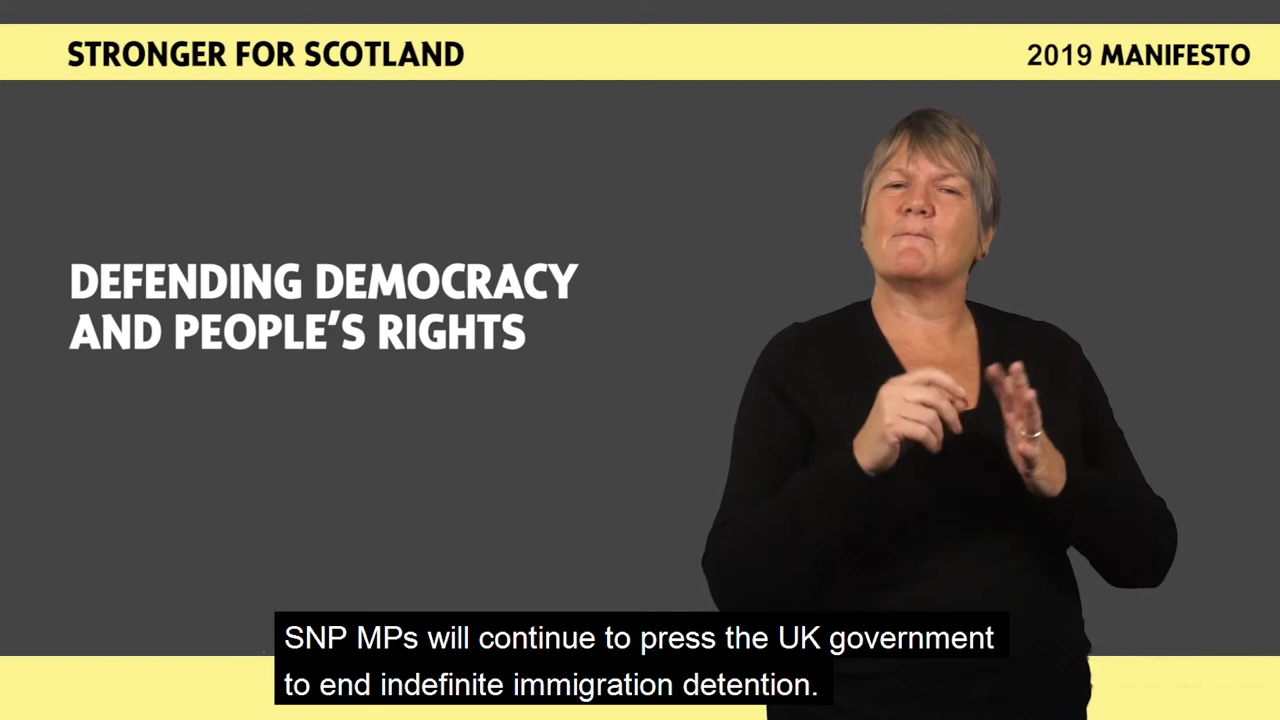 STRONGER FOR SCOTLAND
2019 MANIFESTO
DEFENDING DEMOCRACY
AND PEOPLE'S RIGHTS
SNP MPs will continue to press the UK government
to end indefinite immigration detention.